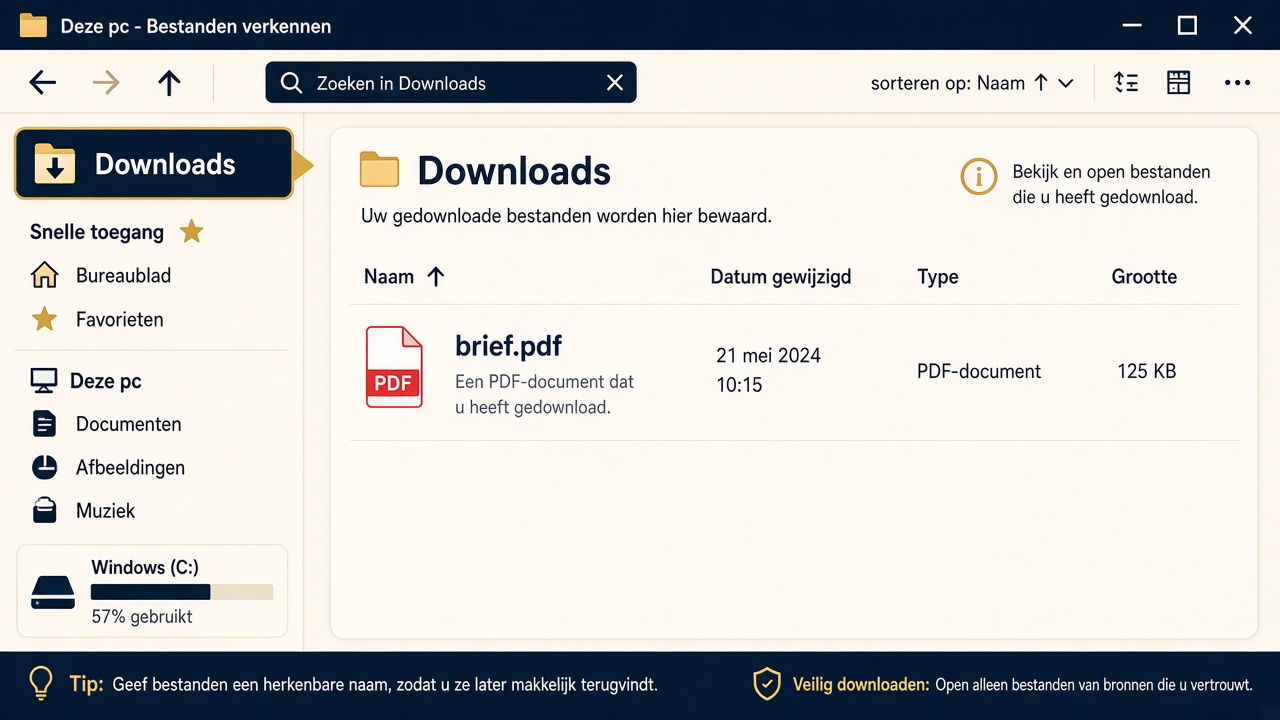 Deze pc - Bestanden verkennen
Zoeken in Downloads
sorteren op: Naam
Downloads
Snelle toegang
Bureaublad
Favorieten
Deze pc
Documenten
Afbeeldingen
Muziek
Windows (C:)
57% gebruikt
Downloads
Uw gedownloade bestanden worden hier bewaard.
Bekijk en open bestanden
die u heeft gedownload.
Naam Datum gewijzigd Type Grootte
PDF
brief.pdf
Een PDF-document dat
u heeft gedownload.
21 mei 2024
10:15
PDF-document
125 KB
Tip: Geef bestanden een herkenbare naam, zodat u ze later makkelijk terugvindt.
Veilig downloaden: Open alleen bestanden van bronnen die u vertrouwt.